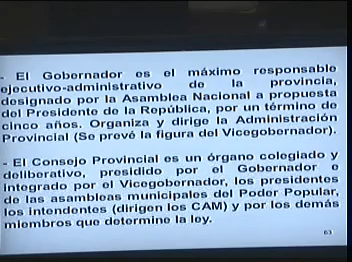 - El Gobernador es el máximo responsable
ejecutivo-administrativo de la provincia,
designado por la Asamblea Nacional a propuesta
del Presidente de la República, por un término de
cinco años. Organiza y dirige la Administración
Provincial (Se prevé la figura del Vicegobernador).
- El Consejo Provincial es un órgano colegiado y
deliberativo, presidido por el Gobernador e
integrado por el Vicegobernador, los presidentes
de las asambleas municipales del Poder Popular,
los intendentes (dirigen los CAM) y por los demás
miembros que determine la ley.
63